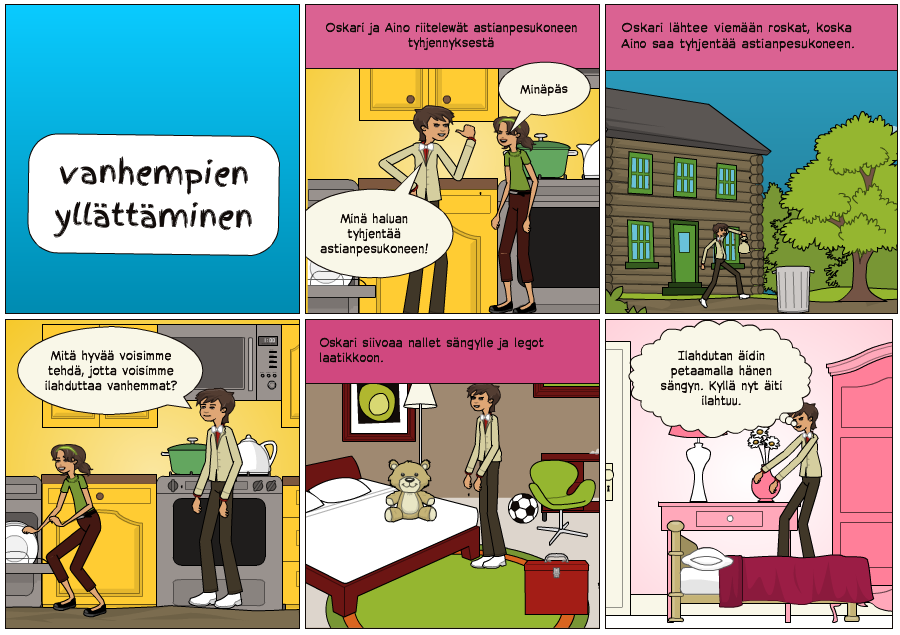 vanhempien
yllättäminen
Oskari ja Aino riitelewät astianpesukoneen
tyhjennyksestä
Minäpäs
Minä haluan
tyhjentää
astianpesukoneen!
Oskari lähtee viemään roskat, koska
Aino saa tyhjentää astianpesukoneen.
Mitä hyvää voisimme
tehdä, jotta voisimme
ilahduttaa vanhemmat?
Oskari siivoaa nallet sängylle ja legot
laatikkoon.
Ilahdutan äidin
petaamalla hänen
sängyn. Kyllä nyt äiti
ilahtuu.